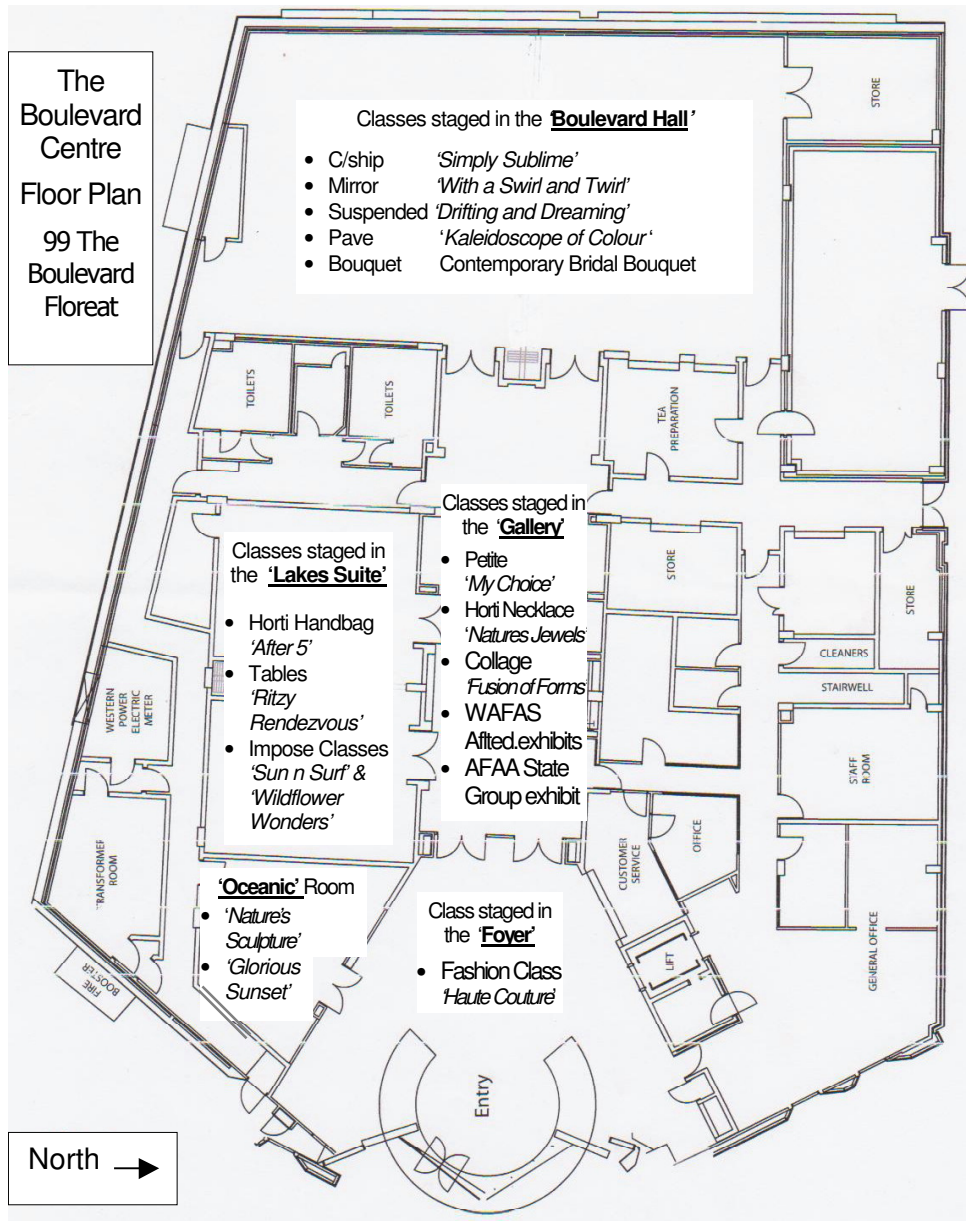 The
Boulevard
Centre
Floor Plan
99 The
Boulevard
Floreat
Classes staged in the 'Boulevard Hall'
• C/ship 'Simply Sublime'
• Mirror 'With a Swirl and Twirl'
• Suspended 'Drifting and Dreaming'
• Pave 'Kaleidoscope of Colour'
• Bouquet Contemporary Bridal Bouquet
STORE
TOILETS
TOILETS
TEA
PREPARATION
Classes staged in
the 'Lakes Suite'
• Horti Handbag
'After 5'
• Tables
'Ritzy
Rendezvous'
• Impose Classes
'Sun n Surf' &
'Wildflower
Wonders'
Classes staged in
the 'Gallery'
• Petite
'My Choice'
• Horti Necklace
'Natures Jewels'
• Collage
'Fusion of Forms'
• WAFAS
Aftted.exhibits
• AFAA State
Group exhibit
STORE
STORE
CLEANERS
STAIRWELL
WESTERN
POWER
ELECTRIC
METER
STAFF
ROOM
TRANSFORMER
ROOM
CUSTOMER
SERVICE
OFFICE
'Oceanic' Room
• 'Nature's
Sculpture'
• 'Glorious
Sunset'
Class staged in
the 'Foyer'
• Fashion Class
'Haute Couture'
LIFT
GENERAL OFFICE
FIRE
BOOSTER
Entry
North